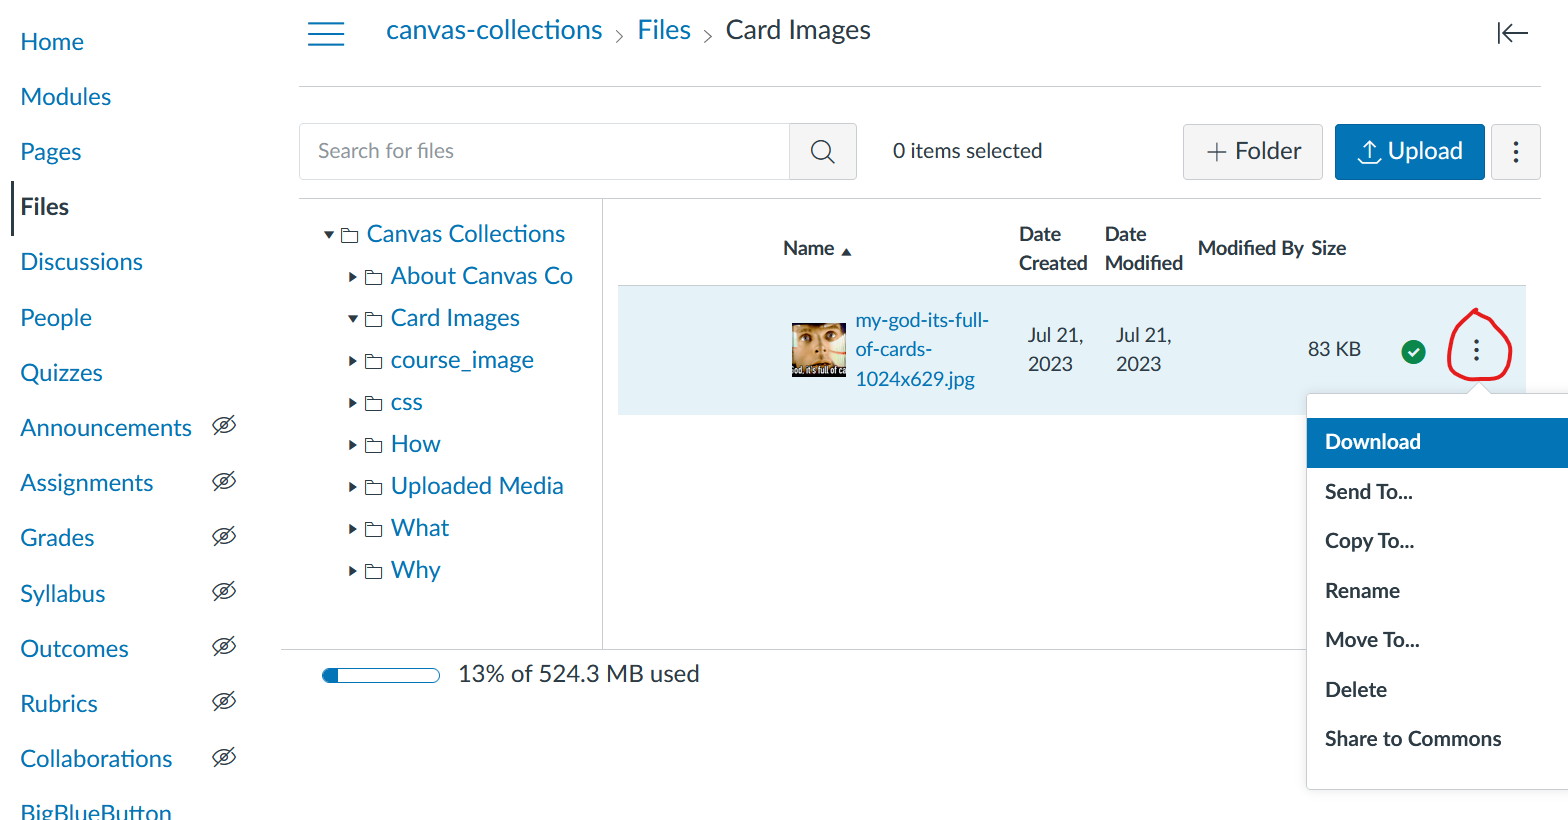 Home
Modules
Pages
Files
Discussions
People
Quizzes
Announcements
Assignments
Grades
Syllabus
Outcomes
Rubrics
Collaborations
BigBlueButton
canvas-collections › Files › Card Images
Search for files
0 items selected
+ Folder
Upload
Canvas Collections
About Canvas Co
Card Images
course_image
css
How
Uploaded Media
What
Why
Name
Date
Created
Date
Modified
Modified By
Size
God, it's full of ca
my-god-its-full-
of-cards-
1024x629.jpg
Jul 21,
2023
Jul 21,
2023
83 KB
Download
Send To...
Copy To...
Rename
Move To...
Delete
Share to Commons
13% of 524.3 MB used